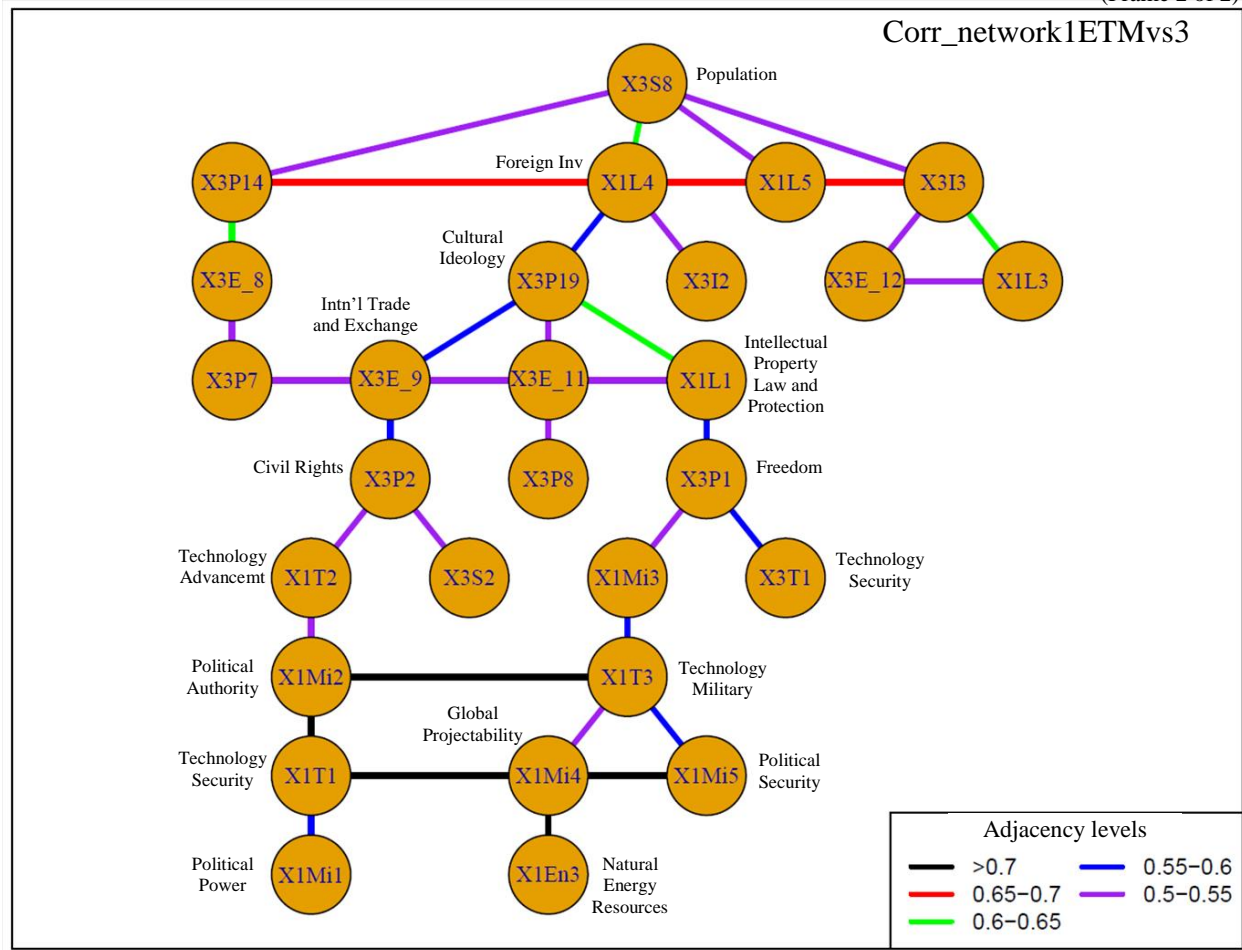 (Frame 2 of 2)
Corr_network1ETMvs3
X3S8
Population
Foreign Inv
X3P14
X1L4
X1L5
X3I3
Cultural
Ideology
X3E_8
X3P19
X3I2
X3E_12
X1L3
Intn’l Trade
and Exchange
Intellectual
Property
Law and
Protection
X3P7
X3E_9
X3E_11
X1L1
Civil Rights
X3P2
X3P8
X3P1
Freedom
Technology
Advancemt
X1T2
X3S2
X1Mi3
X3T1
Technology
Security
Political
Authority
X1Mi2
X1T3
Technology
Military
Global
Projectability
Technology
Security
X1T1
X1Mi4
X1Mi5
Political
Security
Political
Power
X1Mi1
X1En3
Natural
Energy
Resources
Adjacency levels
>0.7
0.65−0.7
0.6−0.65
0.55−0.6
0.5−0.55